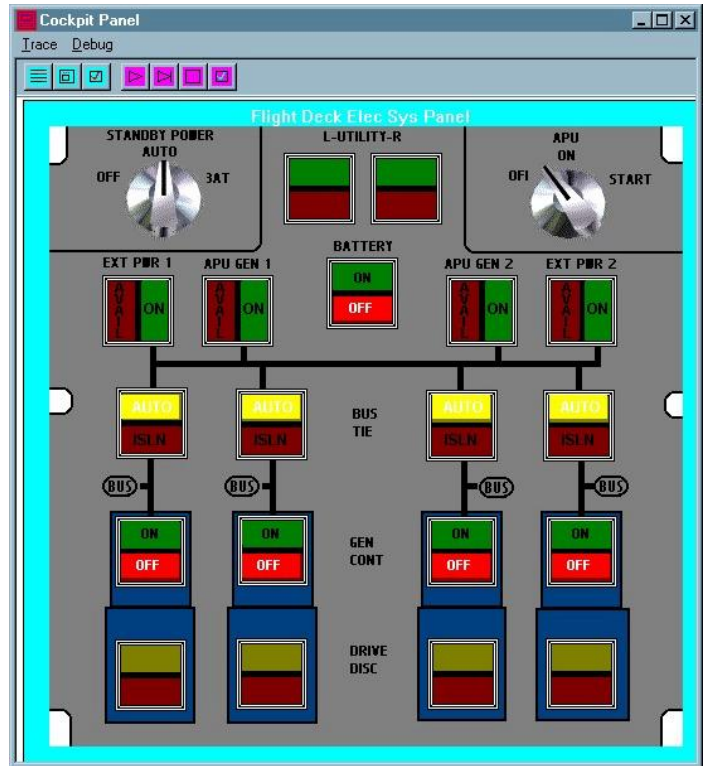 Cockpit Panel
Trace Debug
Flight Deck Elec Sys Panel
STANDBY POWER
AUTO
OFF
BAT
L-UTILITY-R
APU
ON
OFF
START
BATTERY
ON
OFF
EXT PWR 1
APU GEN 1
APU GEN 2
EXT PWR 2
AVAIL ON
AVAIL ON
AVAIL ON
AVAIL ON
AUTO
ISLN
AUTO
ISLN
BUS
TIE
AUTO
ISLN
AUTO
ISLN
BUS
BUS
BUS
BUS
ON
OFF
ON
OFF
GEN
CONT
ON
OFF
ON
OFF
DRIVE
DISC